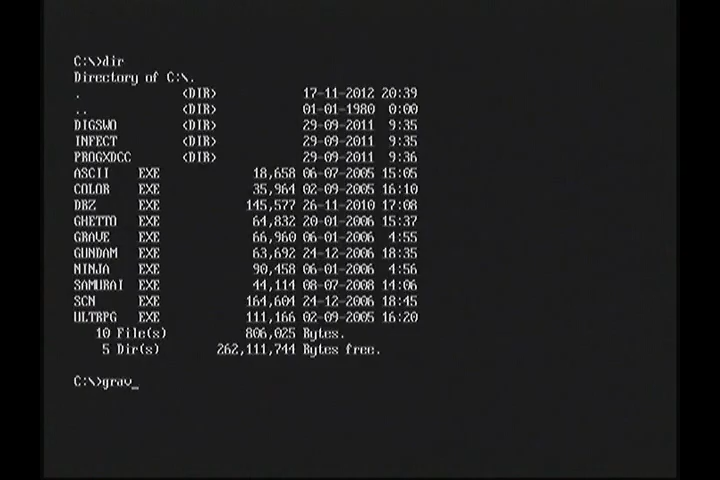 C:\>dir
Directory of C:\.
. <DIR> 17-11-2012 20:39
.. <DIR> 01-01-1980 0:00
DIGSWO <DIR> 29-09-2011 9:35
INFECT <DIR> 29-09-2011 9:35
PROGXDCC <DIR> 29-09-2011 9:36
ASCII EXE 18,658 06-07-2005 15:05
COLOR EXE 35,964 02-09-2005 16:10
DBZ EXE 145,577 26-11-2010 17:08
GHETTO EXE 64,832 20-01-2006 15:37
GRAVE EXE 66,960 06-01-2006 4:55
GUNDAM EXE 63,692 24-12-2006 18:35
NINJA EXE 90,458 06-01-2006 4:56
SAMURAI EXE 44,114 08-07-2008 14:06
SCN EXE 164,604 24-12-2006 18:45
ULTRPG EXE 111,166 02-09-2005 16:20
10 File(s) 806,025 Bytes.
5 Dir(s) 262,111,744 Bytes free.
C:\>grav_